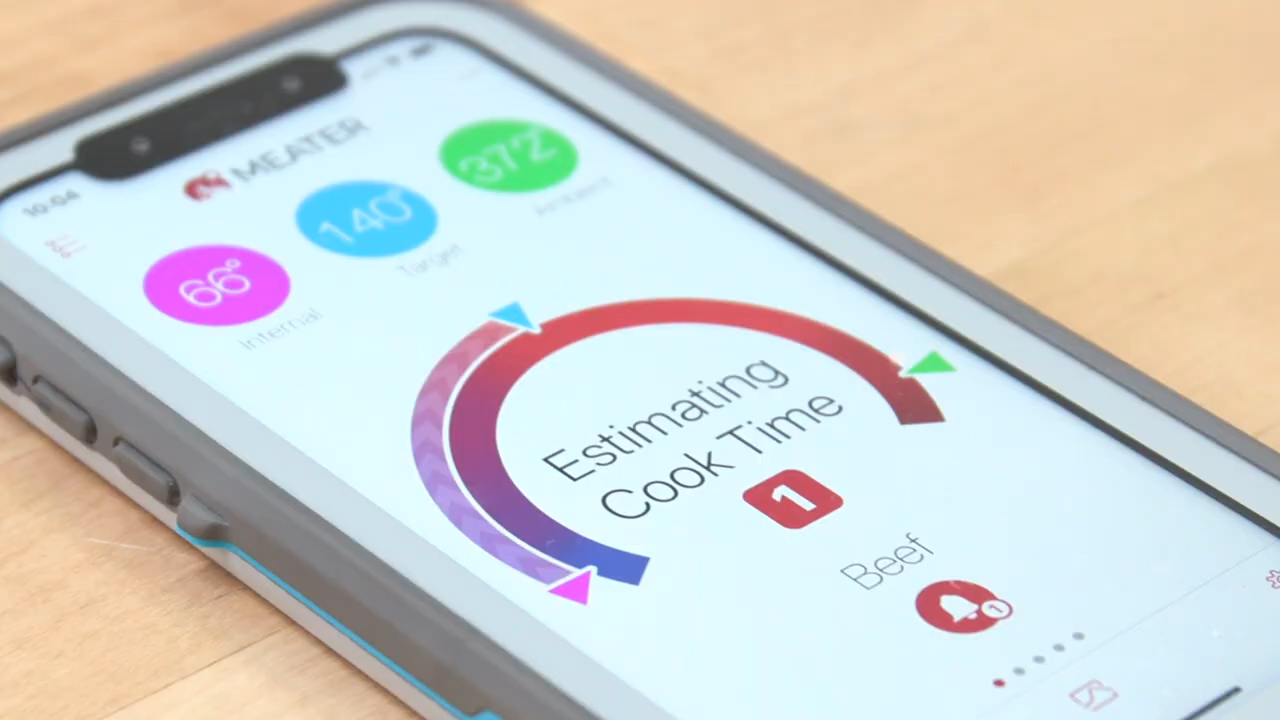 10:04
MEATER
66°
Internal
140°
Target
372°
Ambient
Estimating
Cook Time
1
Beef
1